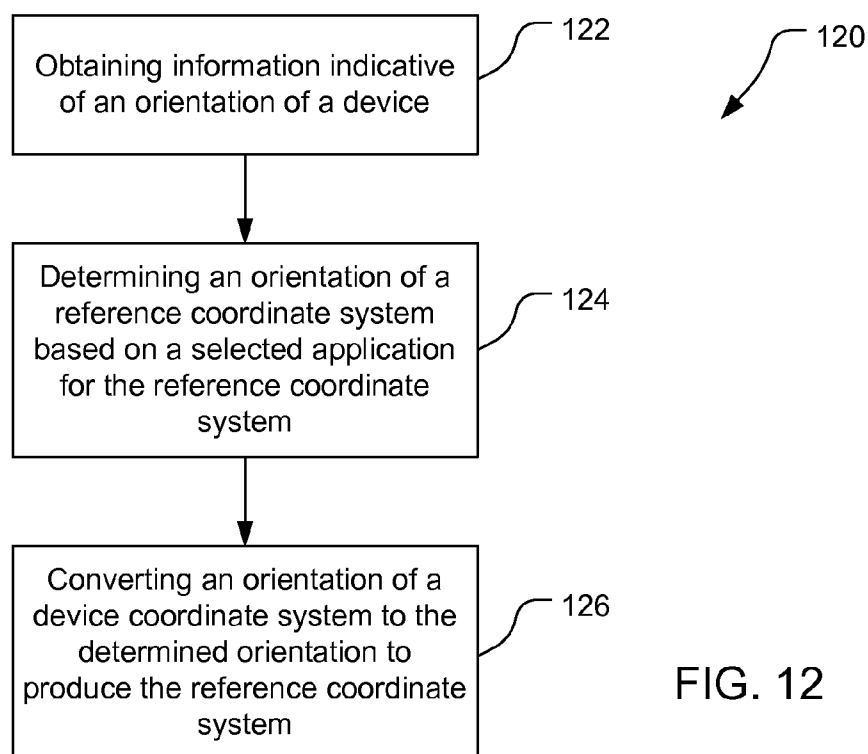 Obtaining information indicative
of an orientation of a device
122
120
Determining an orientation of a
reference coordinate system
based on a selected application
for the reference coordinate
system
124
Converting an orientation of a
device coordinate system to the
determined orientation to
produce the reference coordinate
system
126
FIG. 12